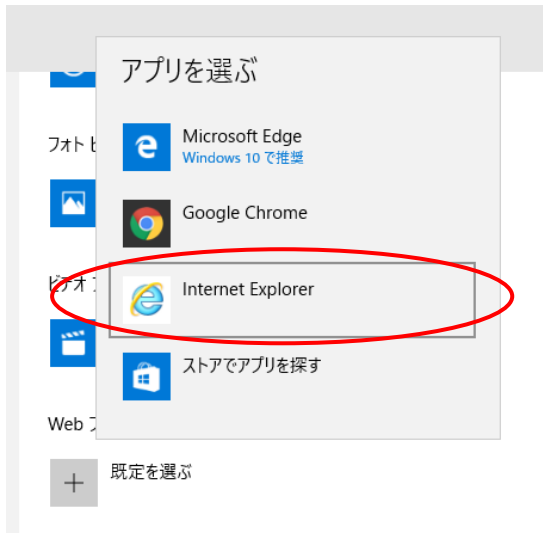 アプリを選ぶ
フォト
Microsoft Edge
Windows 10 で推奨
Google Chrome
ビデオ
Internet Explorer
ストアでアプリを探す
Web
既定を選ぶ